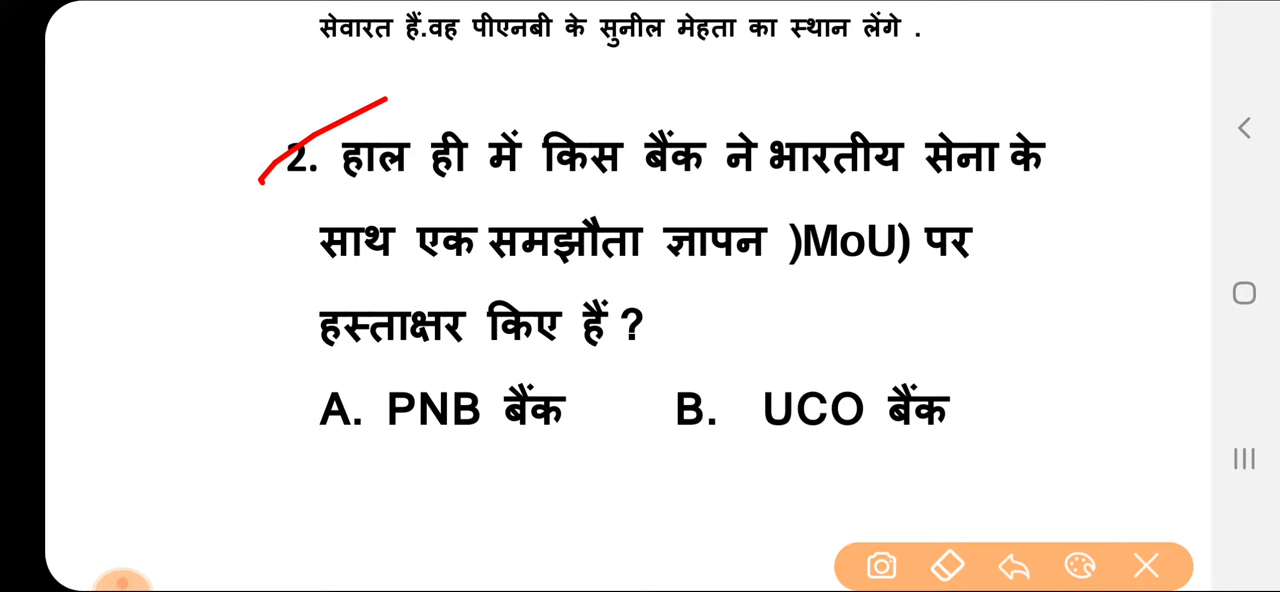 सेवारत हैं.वह पीएनबी के सुनील मेहता का स्थान लेंगे .
2. हाल ही में किस बैंक ने भारतीय सेना के
साथ एक समझौता ज्ञापन )MoU) पर
हस्ताक्षर किए हैं ?
A. PNB बैंक B. UCO बैंक